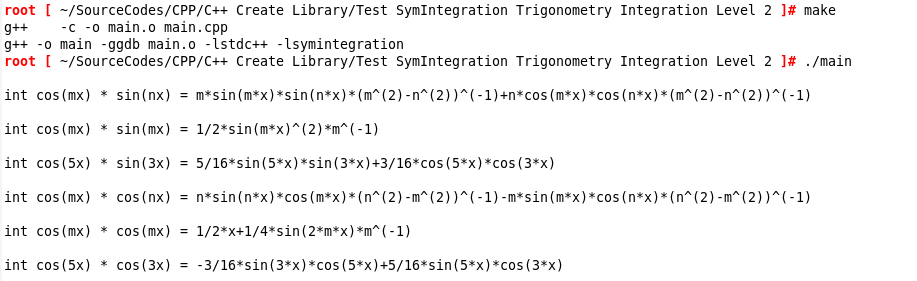 root [ ~/SourceCodes/CPP/C++ Create Library/Test SymIntegration Trigonometry Integration Level 2 ]# make
g++    -c -o main.o main.cpp
g++ -o main -ggdb main.o -lstdc++ -lsymintegration
root [ ~/SourceCodes/CPP/C++ Create Library/Test SymIntegration Trigonometry Integration Level 2 ]# ./main
int cos(mx) * sin(nx) = m*sin(m*x)*sin(n*x)*(m^(2)-n^(2))^(-1)+n*cos(m*x)*cos(n*x)*(m^(2)-n^(2))^(-1)
int cos(mx) * sin(mx) = 1/2*sin(m*x)^(2)*m^(-1)
int cos(5x) * sin(3x) = 5/16*sin(5*x)*sin(3*x)+3/16*cos(5*x)*cos(3*x)
int cos(mx) * cos(nx) = n*sin(n*x)*cos(m*x)*(n^(2)-m^(2))^(-1)-m*sin(m*x)*cos(n*x)*(n^(2)-m^(2))^(-1)
int cos(mx) * cos(mx) = 1/2*x+1/4*sin(2*m*x)*m^(-1)
int cos(5x) * cos(3x) = -3/16*sin(3*x)*cos(5*x)+5/16*sin(5*x)*cos(3*x)